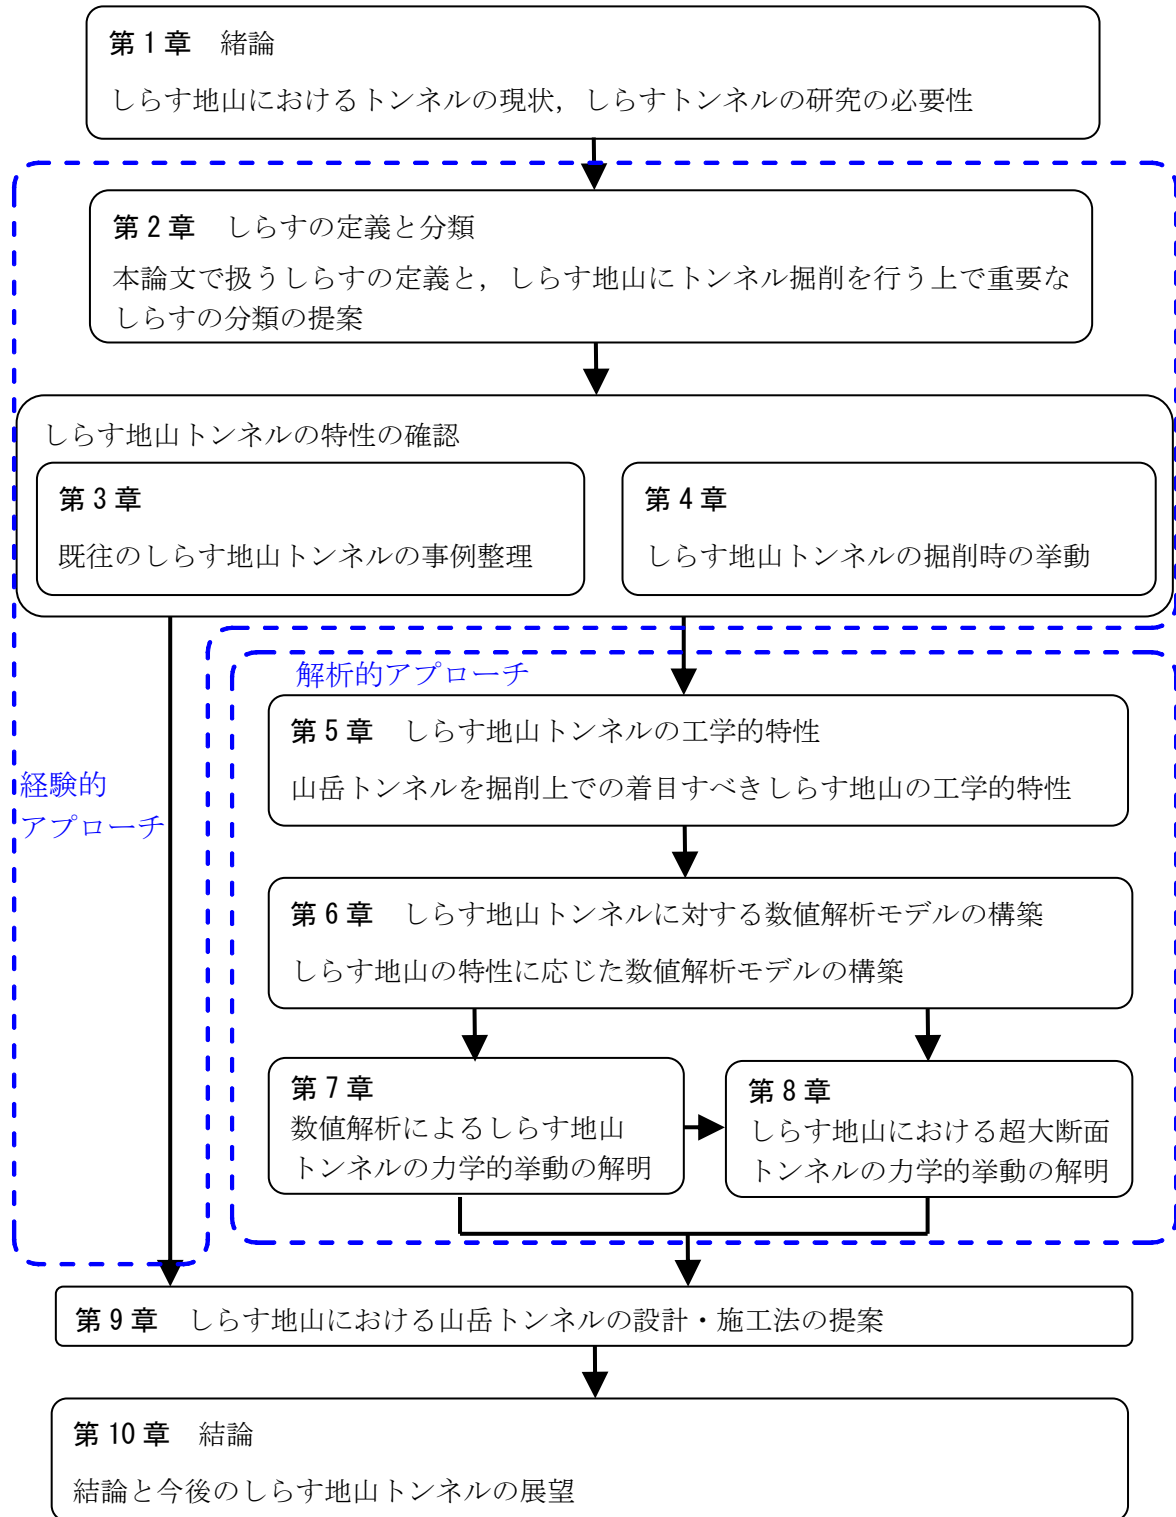 第1章　緒論
しらす地山におけるトンネルの現状，しらすトンネルの研究の必要性
第2章　しらすの定義と分類
本論文で扱うしらすの定義と，しらす地山にトンネル掘削を行う上で重要な
しらすの分類の提案
しらす地山トンネルの特性の確認
第3章
既往のしらす地山トンネルの事例整理
第4章
しらす地山トンネルの掘削時の挙動
経験的
アプローチ
解析的アプローチ
第5章　しらす地山トンネルの工学的特性
山岳トンネルを掘削上での着目すべきしらす地山の工学的特性
第6章　しらす地山トンネルに対する数値解析モデルの構築
しらす地山の特性に応じた数値解析モデルの構築
第7章
数値解析によるしらす地山
トンネルの力学的挙動の解明
第8章
しらす地山における超大断面
トンネルの力学的挙動の解明
第9章　しらす地山における山岳トンネルの設計・施工法の提案
第10章　結論
結論と今後のしらす地山トンネルの展望